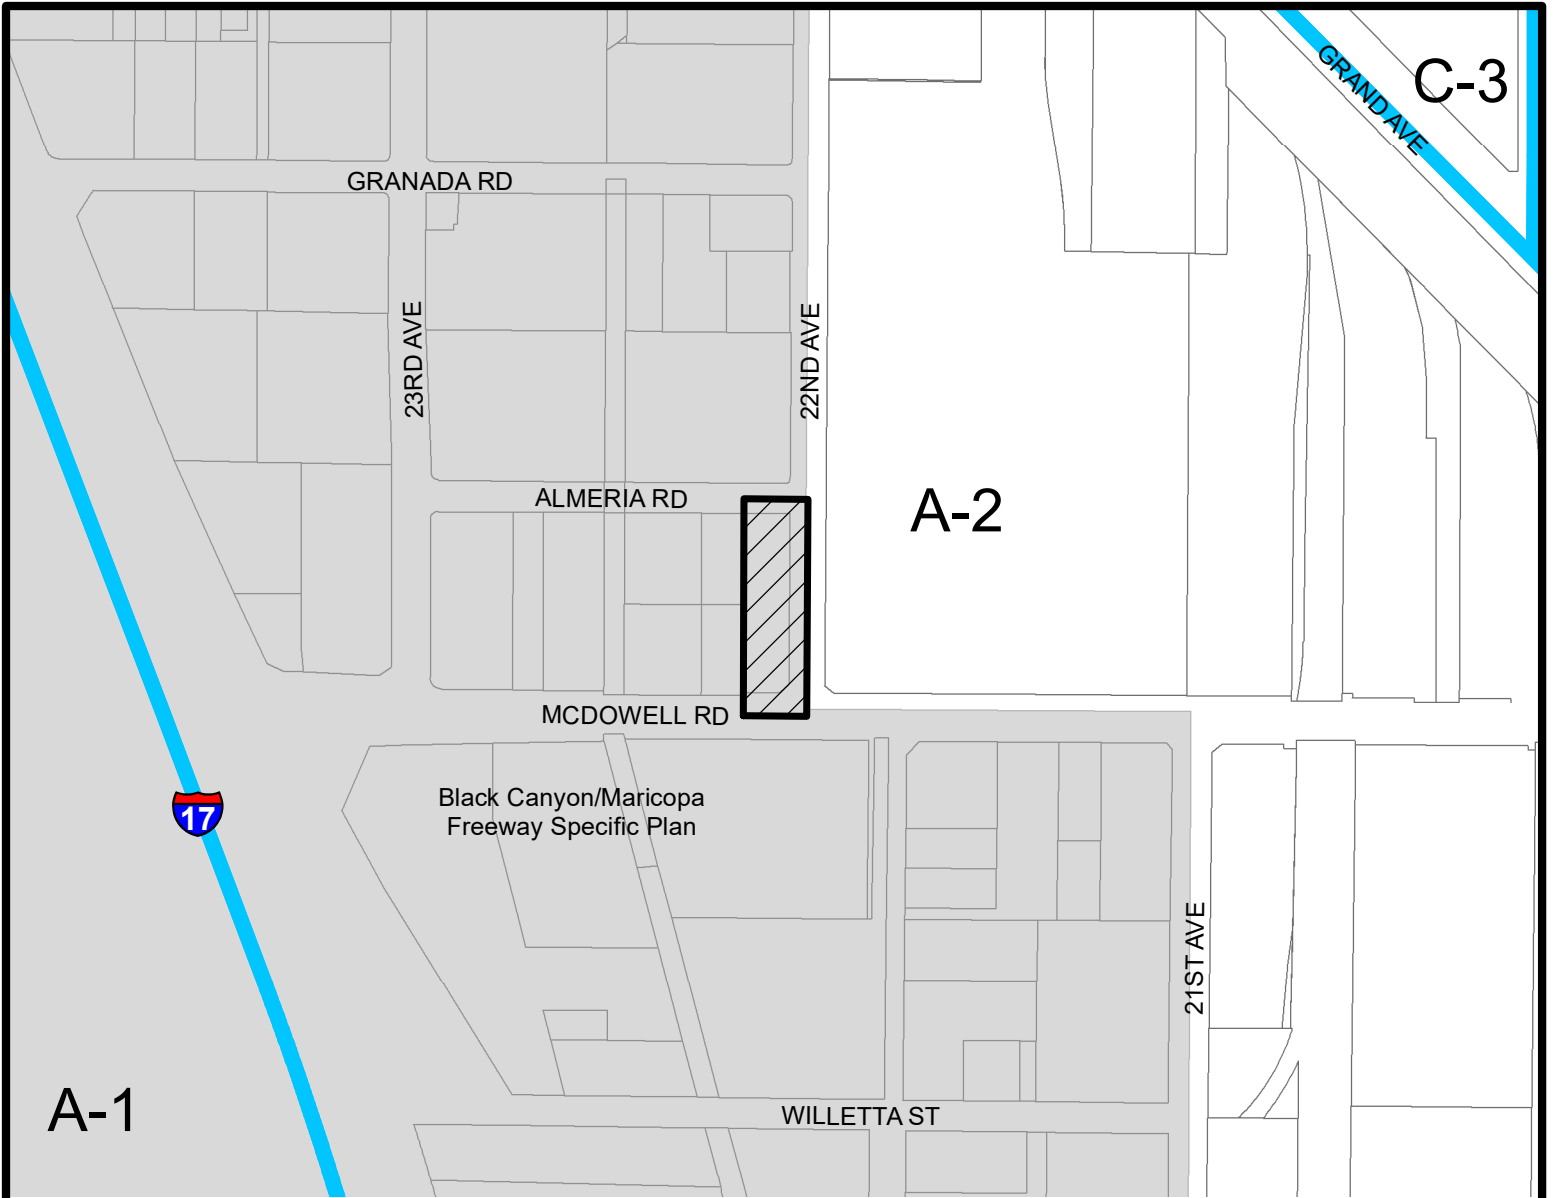 C-3
GRAND AVE
GRANADA RD
23RD AVE
22ND AVE
ALMERIA RD
A-2
MCDOWELL RD
Black Canyon/Maricopa
Freeway Specific Plan
17
21ST AVE
A-1
WILLETTA ST